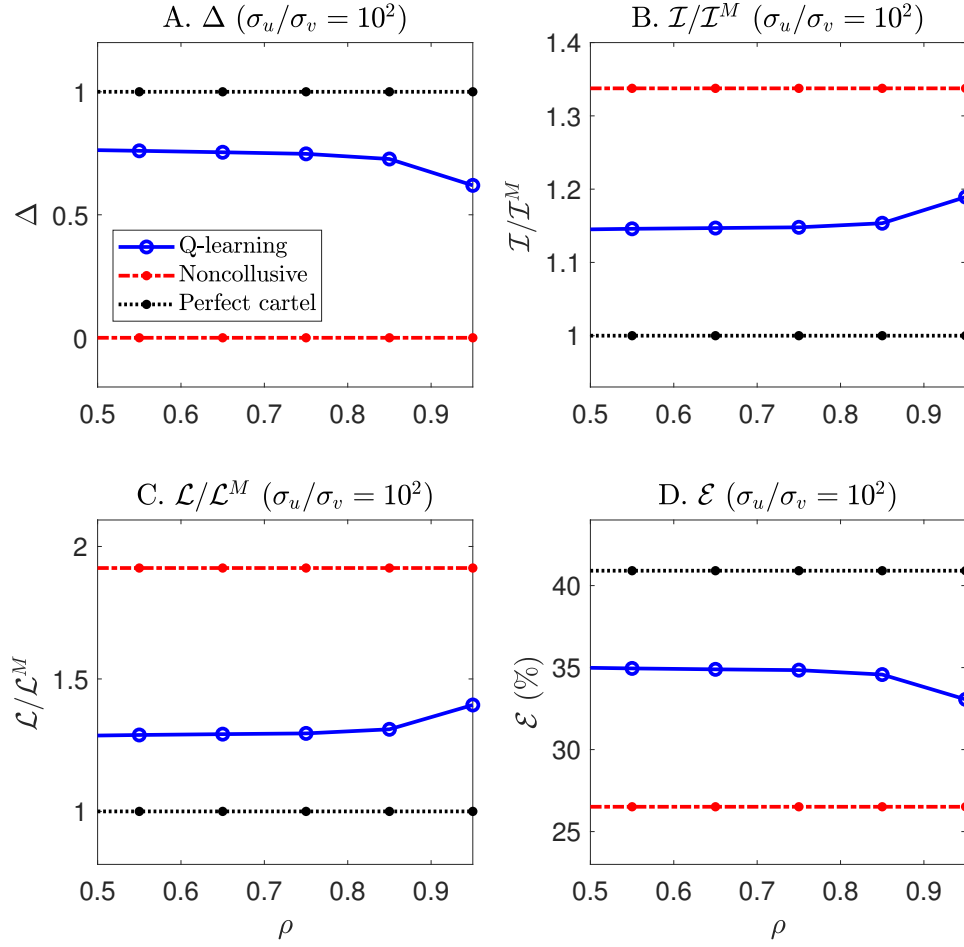 A. Δ (σ_u/σ_v = 10^2)
1
0.5
0
Δ
Q-learning
Noncollusive
Perfect cartel
0.5 0.6 0.7 0.8 0.9
B. 𝓘/𝓘^M (σ_u/σ_v = 10^2)
1.4
1.3
1.2
1.1
1
𝓘/𝓘^M
0.5 0.6 0.7 0.8 0.9
C. 𝓛/𝓛^M (σ_u/σ_v = 10^2)
2
1.5
1
𝓛/𝓛^M
0.5 0.6 0.7 0.8 0.9
ρ
D. 𝓔 (σ_u/σ_v = 10^2)
40
35
30
25
𝓔 (%)
0.5 0.6 0.7 0.8 0.9
ρ